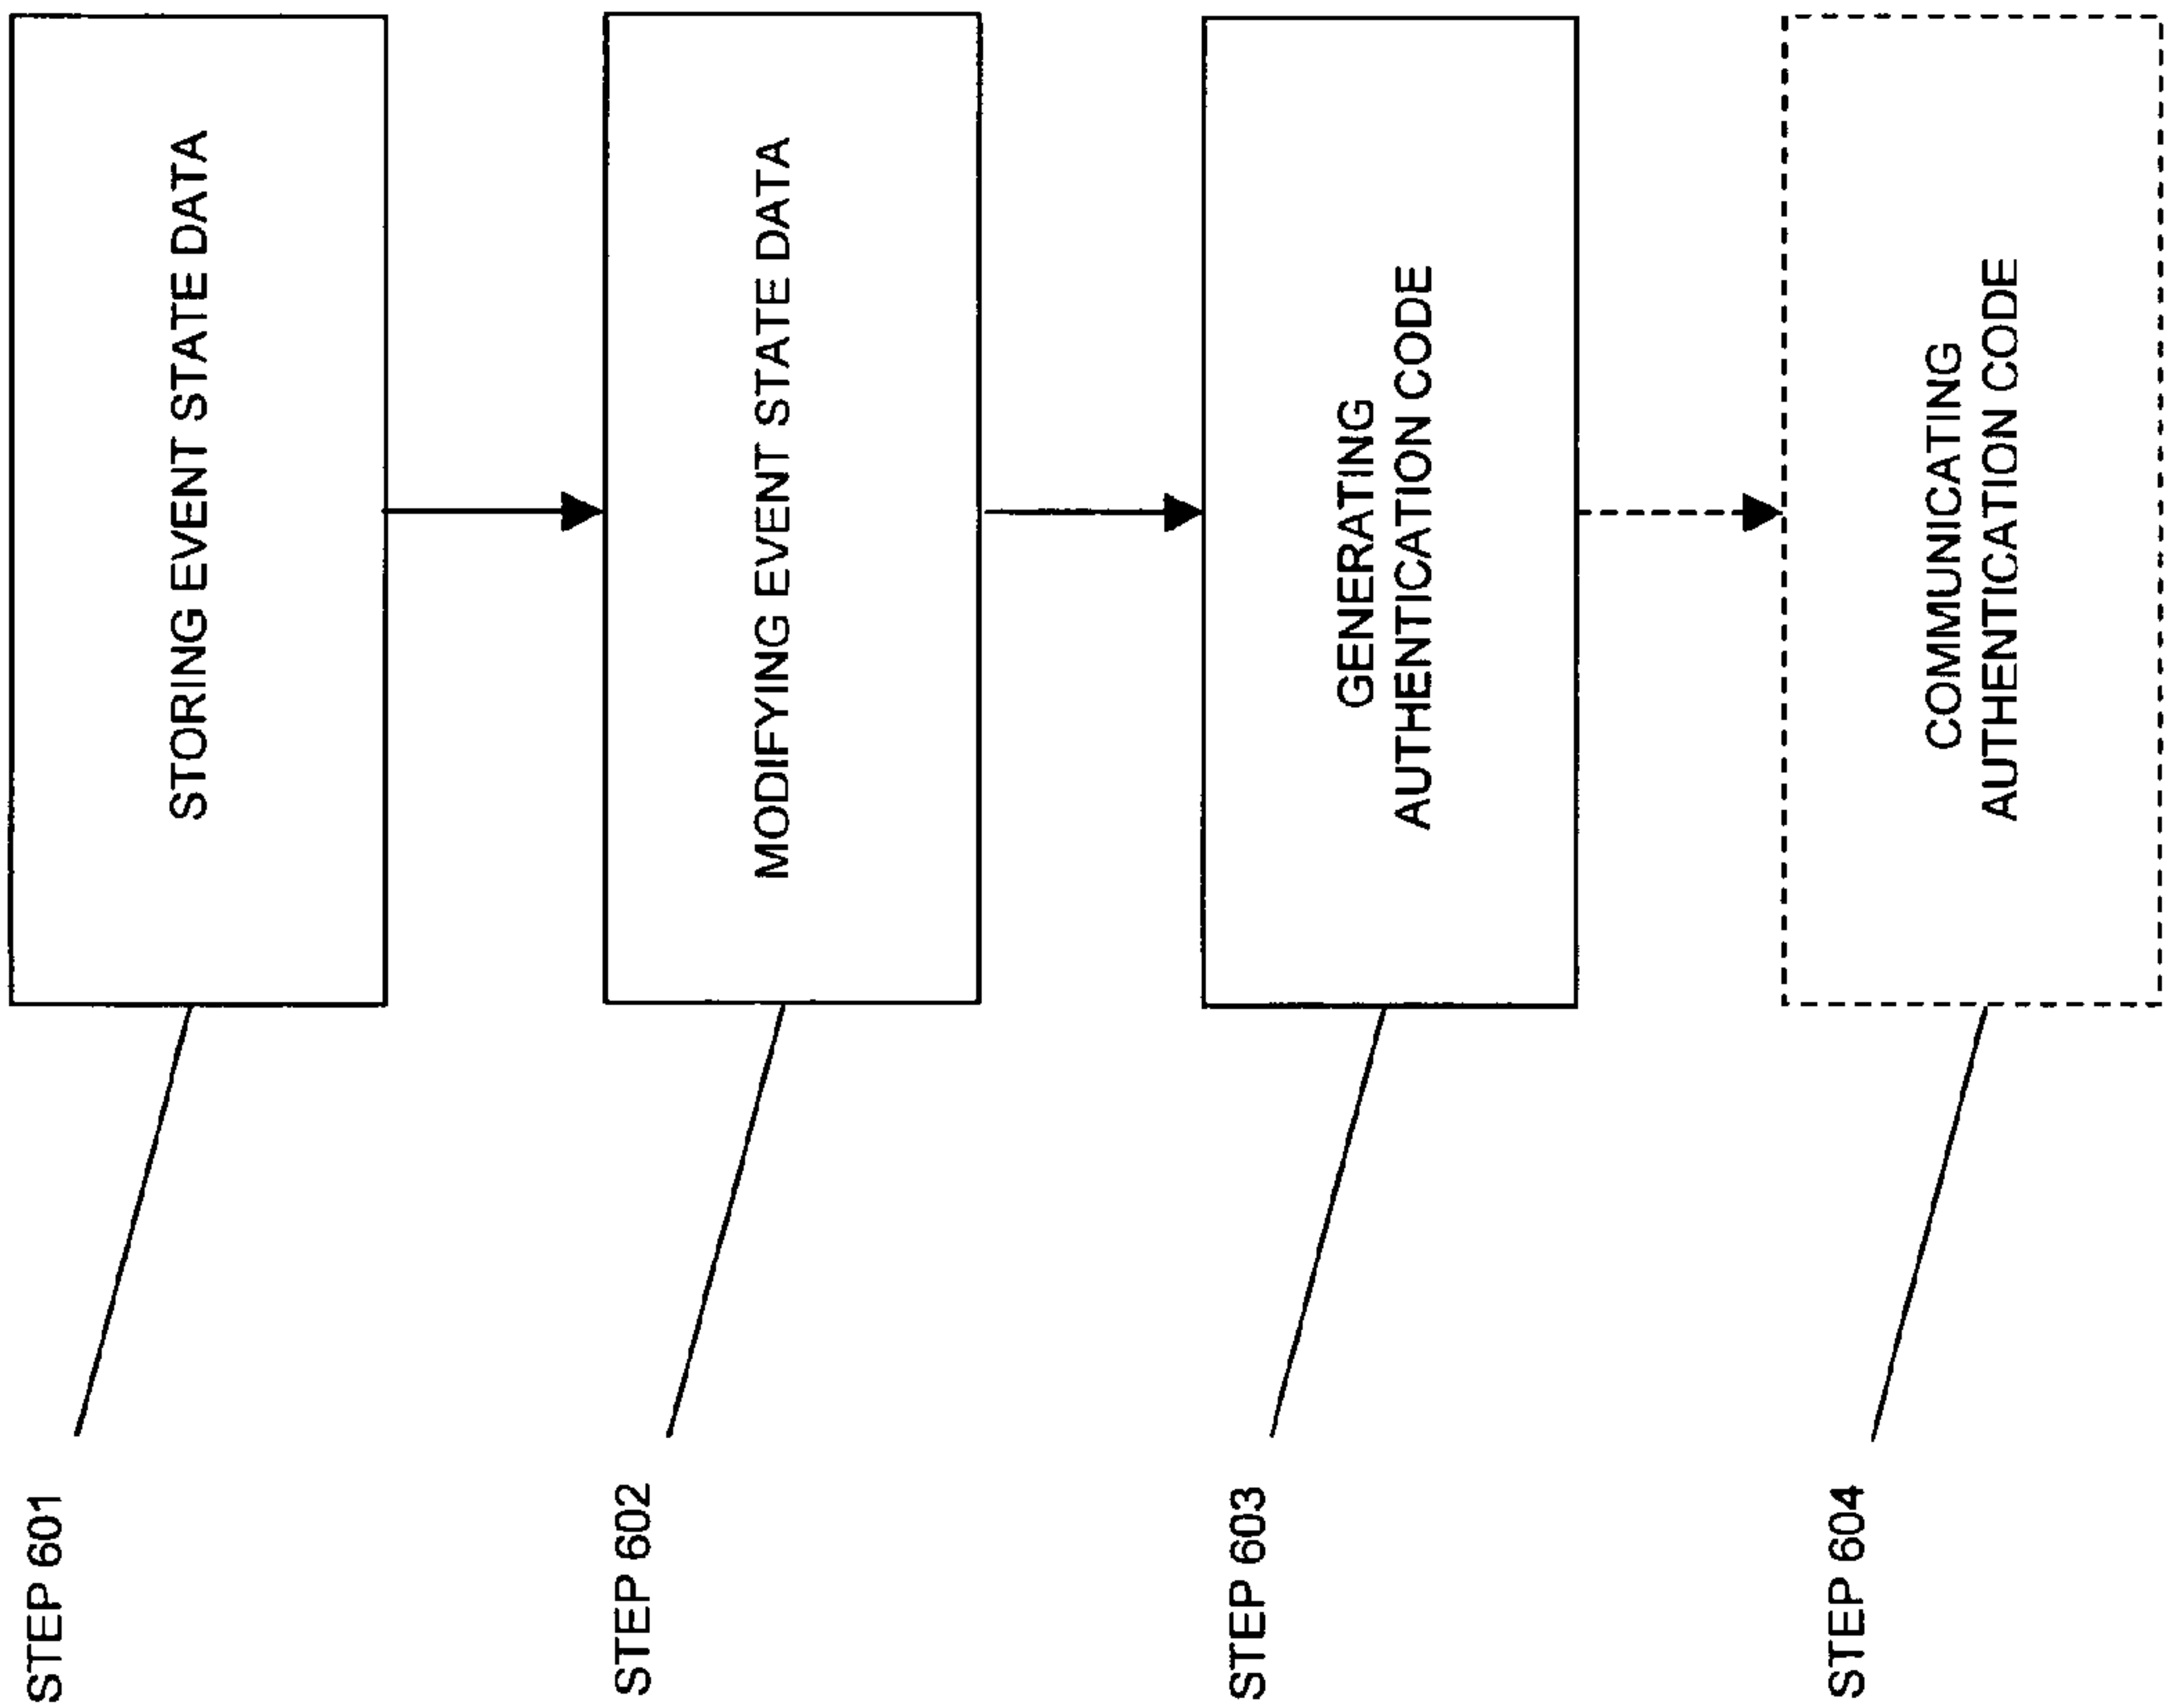 STEP 601
STORING EVENT STATE DATA
STEP 602
MODIFYING EVENT STATE DATA
STEP 603
GENERATING
AUTHENTICATION CODE
STEP 604
COMMUNICATING
AUTHENTICATION CODE